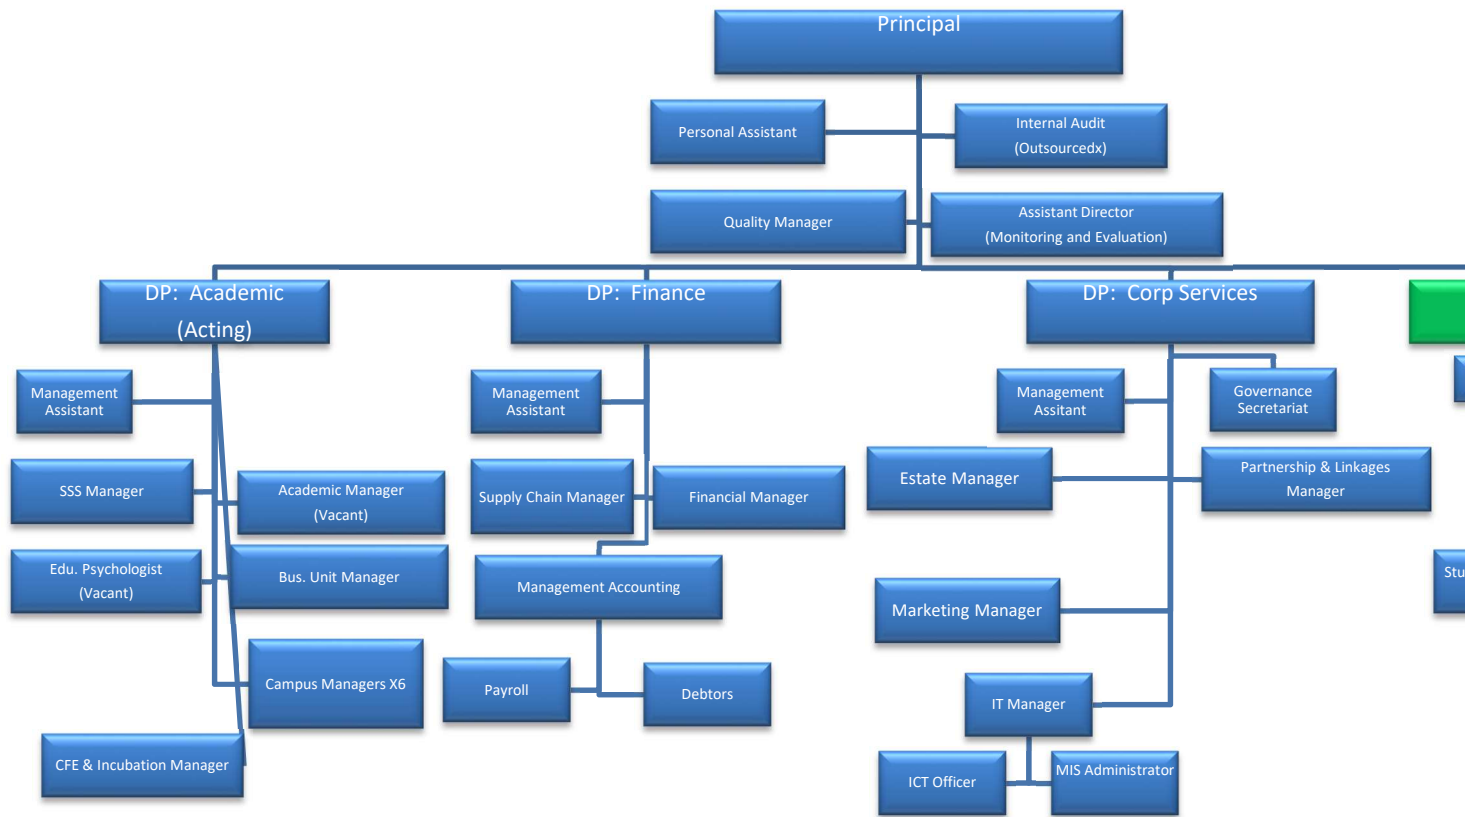 Principal
Personal Assistant
Internal Audit
(Outsourcedx)
Quality Manager
Assistant Director
(Monitoring and Evaluation)
DP:  Academic
(Acting)
DP:  Finance
DP:  Corp Services
Management
Assistant
Management
Assistant
Management
Assitant
Governance
Secretariat
SSS Manager
Academic Manager
(Vacant)
Supply Chain Manager
Financial Manager
Estate Manager
Partnership & Linkages
Manager
Edu. Psychologist
(Vacant)
Bus. Unit Manager
Management Accounting
Marketing Manager
Stu
Campus Managers X6
Payroll
Debtors
IT Manager
CFE & Incubation Manager
ICT Officer
MIS Administrator